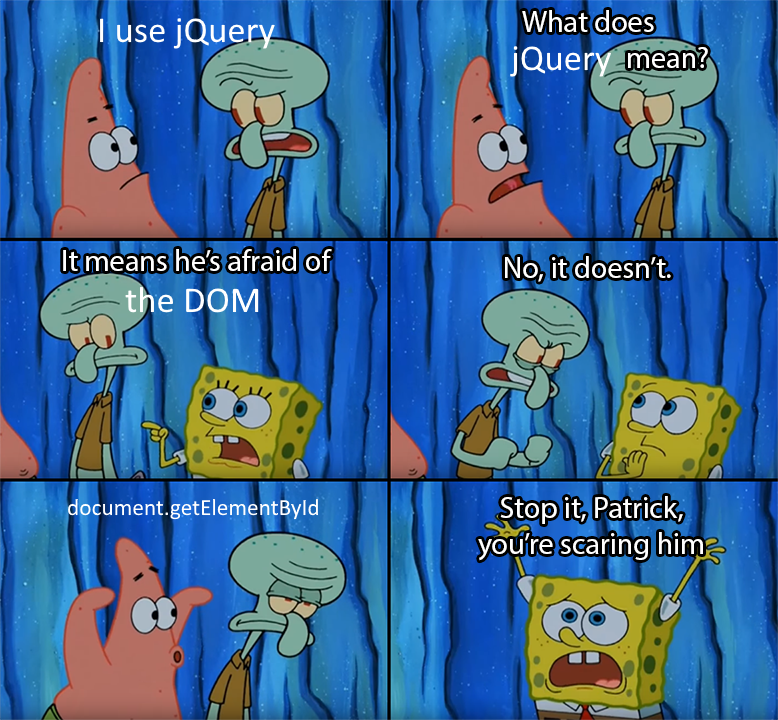 I use jQuery
What does
jQuery mean?
It means he's afraid of
the DOM
No, it doesn't.
document.getElementById
Stop it, Patrick,
you're scaring him